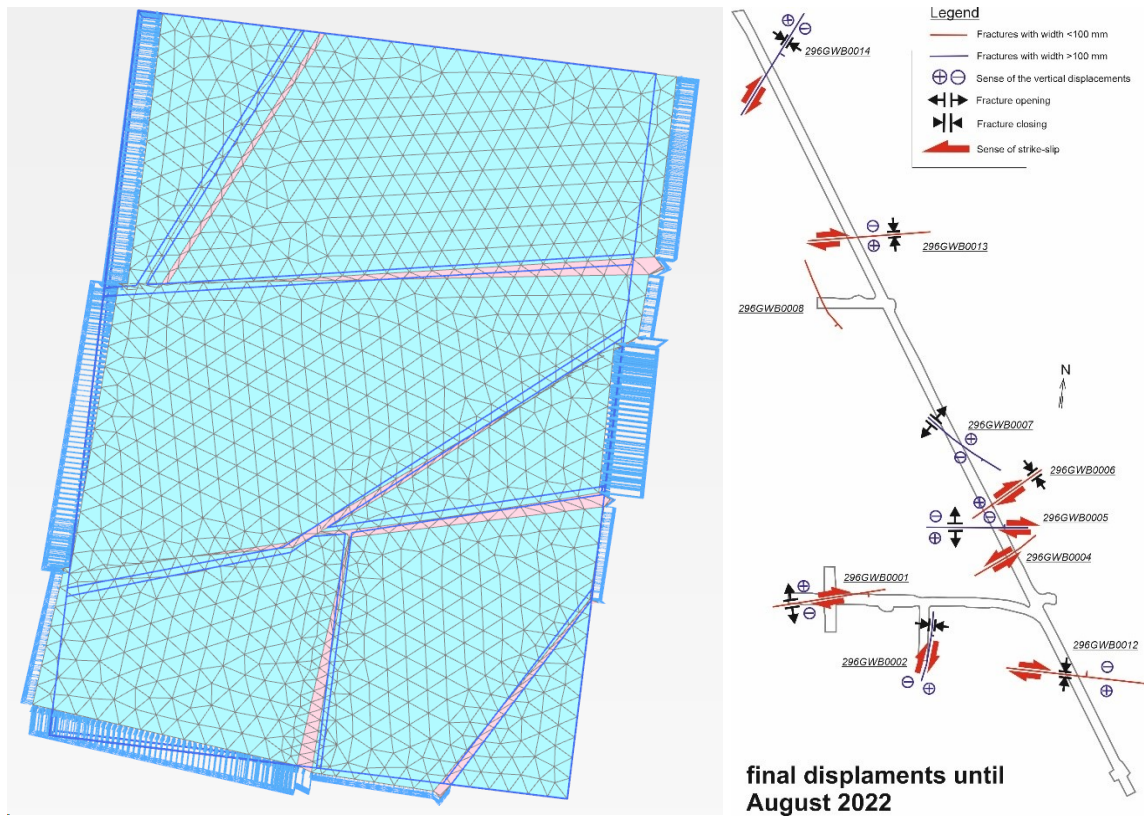 Legend
Fractures with width <100 mm
Fractures with width >100 mm
Sense of the vertical displacements
Fracture opening
Fracture closing
Sense of strike-slip
296GWB0014
296GWB0013
296GWB0008
N
296GWB0007
296GWB0006
296GWB0005
296GWB0004
296GWB0001
296GWB0002
296GWB0012
final displaments until
August 2022